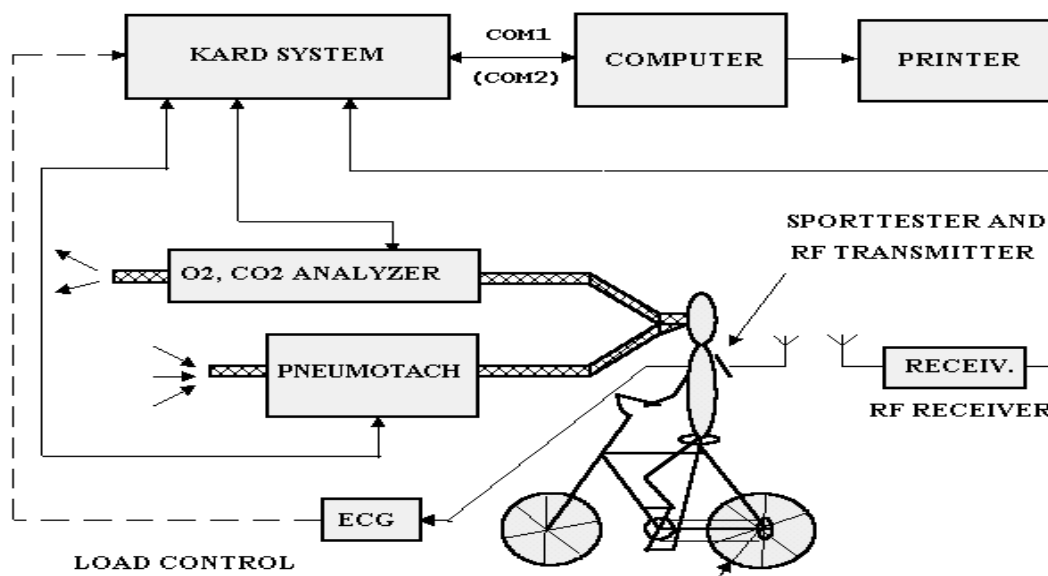 KARD SYSTEM
COM1
(COM2)
COMPUTER
PRINTER
SPORTTESTER AND
RF TRANSMITTER
O2, CO2 ANALYZER
PNEUMOTACH
RECEIV.
RF RECEIVER
ECG
LOAD CONTROL